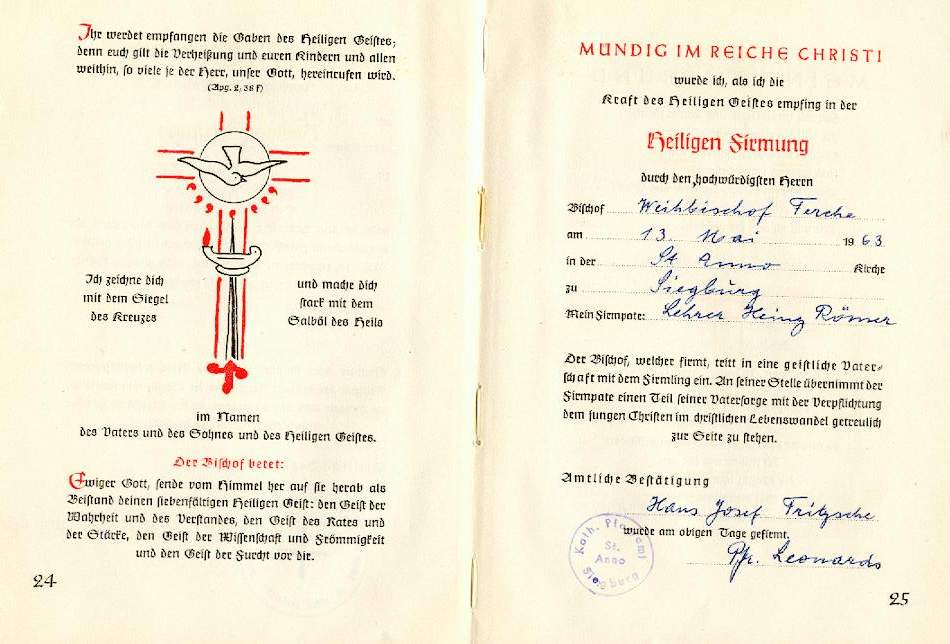 Ihr werdet empfangen die Gaben des Heiligen Geistes;
denn euch gilt die Verheißung und euren Kindern und allen
weithin, so viele je der Herr, unser Gott, hereinrufen wird.
(Apg. 2, 38 f)
Ich zeichne dich
mit dem Siegel
des Kreuzes
und mache dich
stark mit dem
Salböl des Heils
im Namen
des Vaters und des Sohnes und des Heiligen Geistes.
Der Bischof betet:
Ewiger Gott, sende vom Himmel her auf sie herab als
Beistand deinen siebenfältigen Heiligen Geist: den Geist der
Wahrheit und des Verstandes, den Geist des Rates und
der Stärke, den Geist der Wissenschaft und Frömmigkeit
und den Geist der Furcht vor dir.
24
MÜNDIG IM REICHE CHRISTI
wurde ich, als ich die
Kraft des Heiligen Geistes empfing in der
Heiligen Firmung
durch den hochwürdigsten Herrn
Bischof Weihbischof Ferche
am 13. Mai 1963
in der St. Anno Kirche
zu Siegburg
Mein Firmpate: Lehrer Heinz Römer
Der Bischof, welcher firmt, tritt in eine geistliche Vater-
schaft mit dem Firmling ein. An seiner Stelle übernimmt der
Firmpate einen Teil seiner Vatersorge mit der Verpflichtung
dem jungen Christen im christlichen Lebenswandel getreulich
zur Seite zu stehen.
Amtliche Bestätigung
Hans Josef Fritzsche
wurde am obigen Tage gefirmt.
Pfr. Leonards
Kath. Pfarramt
St.
Anno
Siegburg
25